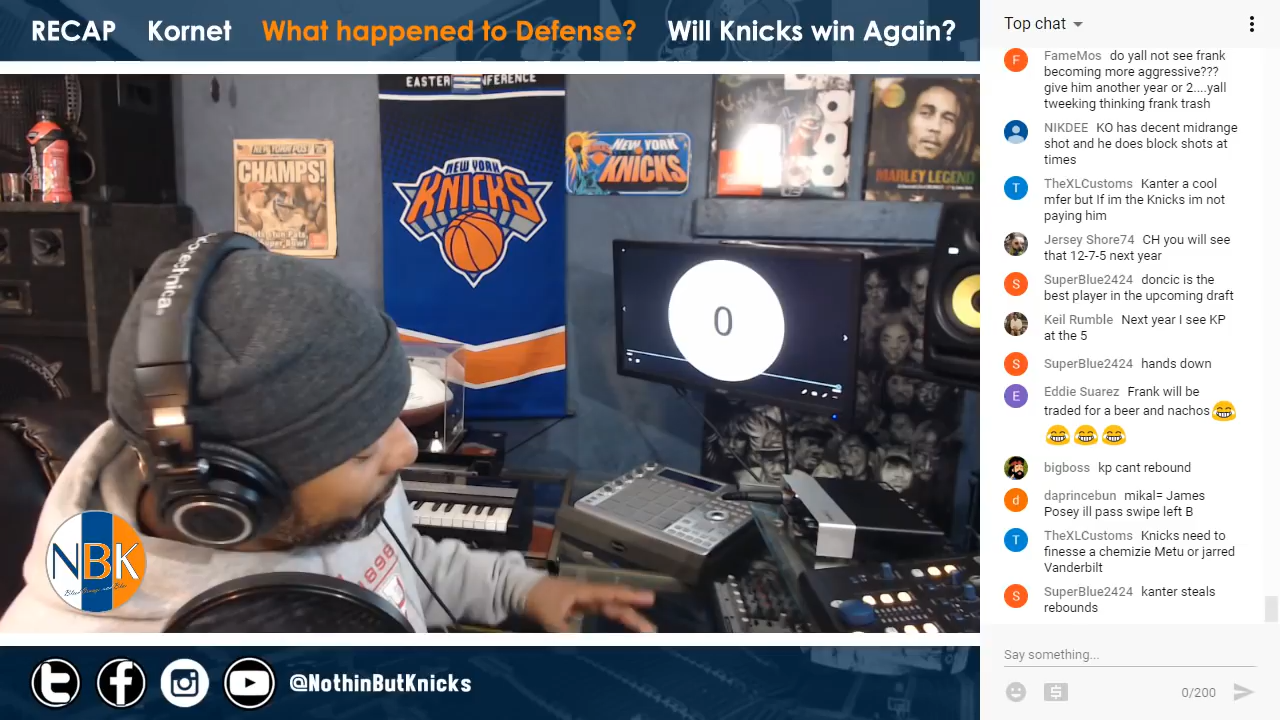 RECAP Kornet What happened to Defense? Will Knicks win Again?
NEW YORK POST
CHAMPS!
NEW YORK
KNICKS
NEW YORK
KNICKS
MARLEY LEGEND
technica
0
1898
NBK
@NothinButKnicks
Top chat
FameMos do yall not see frank
becoming more aggressive???
give him another year or 2....yall
tweeking thinking frank trash
NIKDEE KO has decent midrange
shot and he does block shots at
times
TheXLCustoms Kanter a cool
mfer but If im the Knicks im not
paying him
Jersey Shore74 CH you will see
that 12-7-5 next year
SuperBlue2424 doncic is the
best player in the upcoming draft
Keil Rumble Next year I see KP
at the 5
SuperBlue2424 hands down
Eddie Suarez Frank will be
traded for a beer and nachos😂
😂😂😂
bigboss kp cant rebound
daprincebun mikal= James
Posey ill pass swipe left B
TheXLCustoms Knicks need to
finesse a chemizie Metu or jarred
Vanderbilt
SuperBlue2424 kanter steals
rebounds
Say something...
0/200